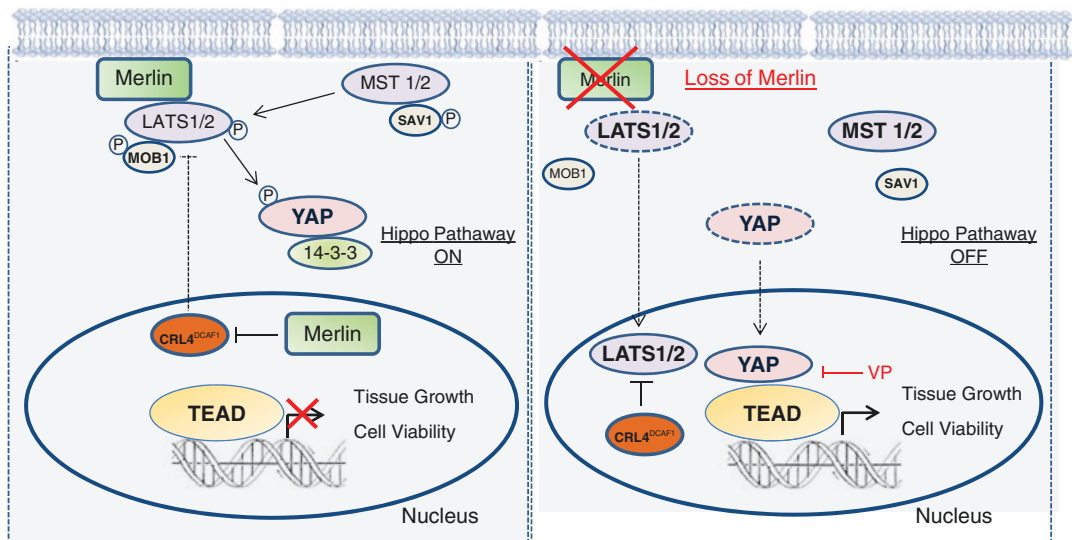 Merlin
MST 1/2
LATS1/2
P
SAV1
P
P
MOB1
P
YAP
14-3-3
Hippo Pathaway
ON
CRL4DCAF1
Merlin
TEAD
Tissue Growth
Cell Viability
Nucleus
Merlin
Loss of Merlin
LATS1/2
MST 1/2
MOB1
SAV1
YAP
Hippo Pathaway
OFF
LATS1/2
YAP
VP
CRL4DCAF1
TEAD
Tissue Growth
Cell Viability
Nucleus